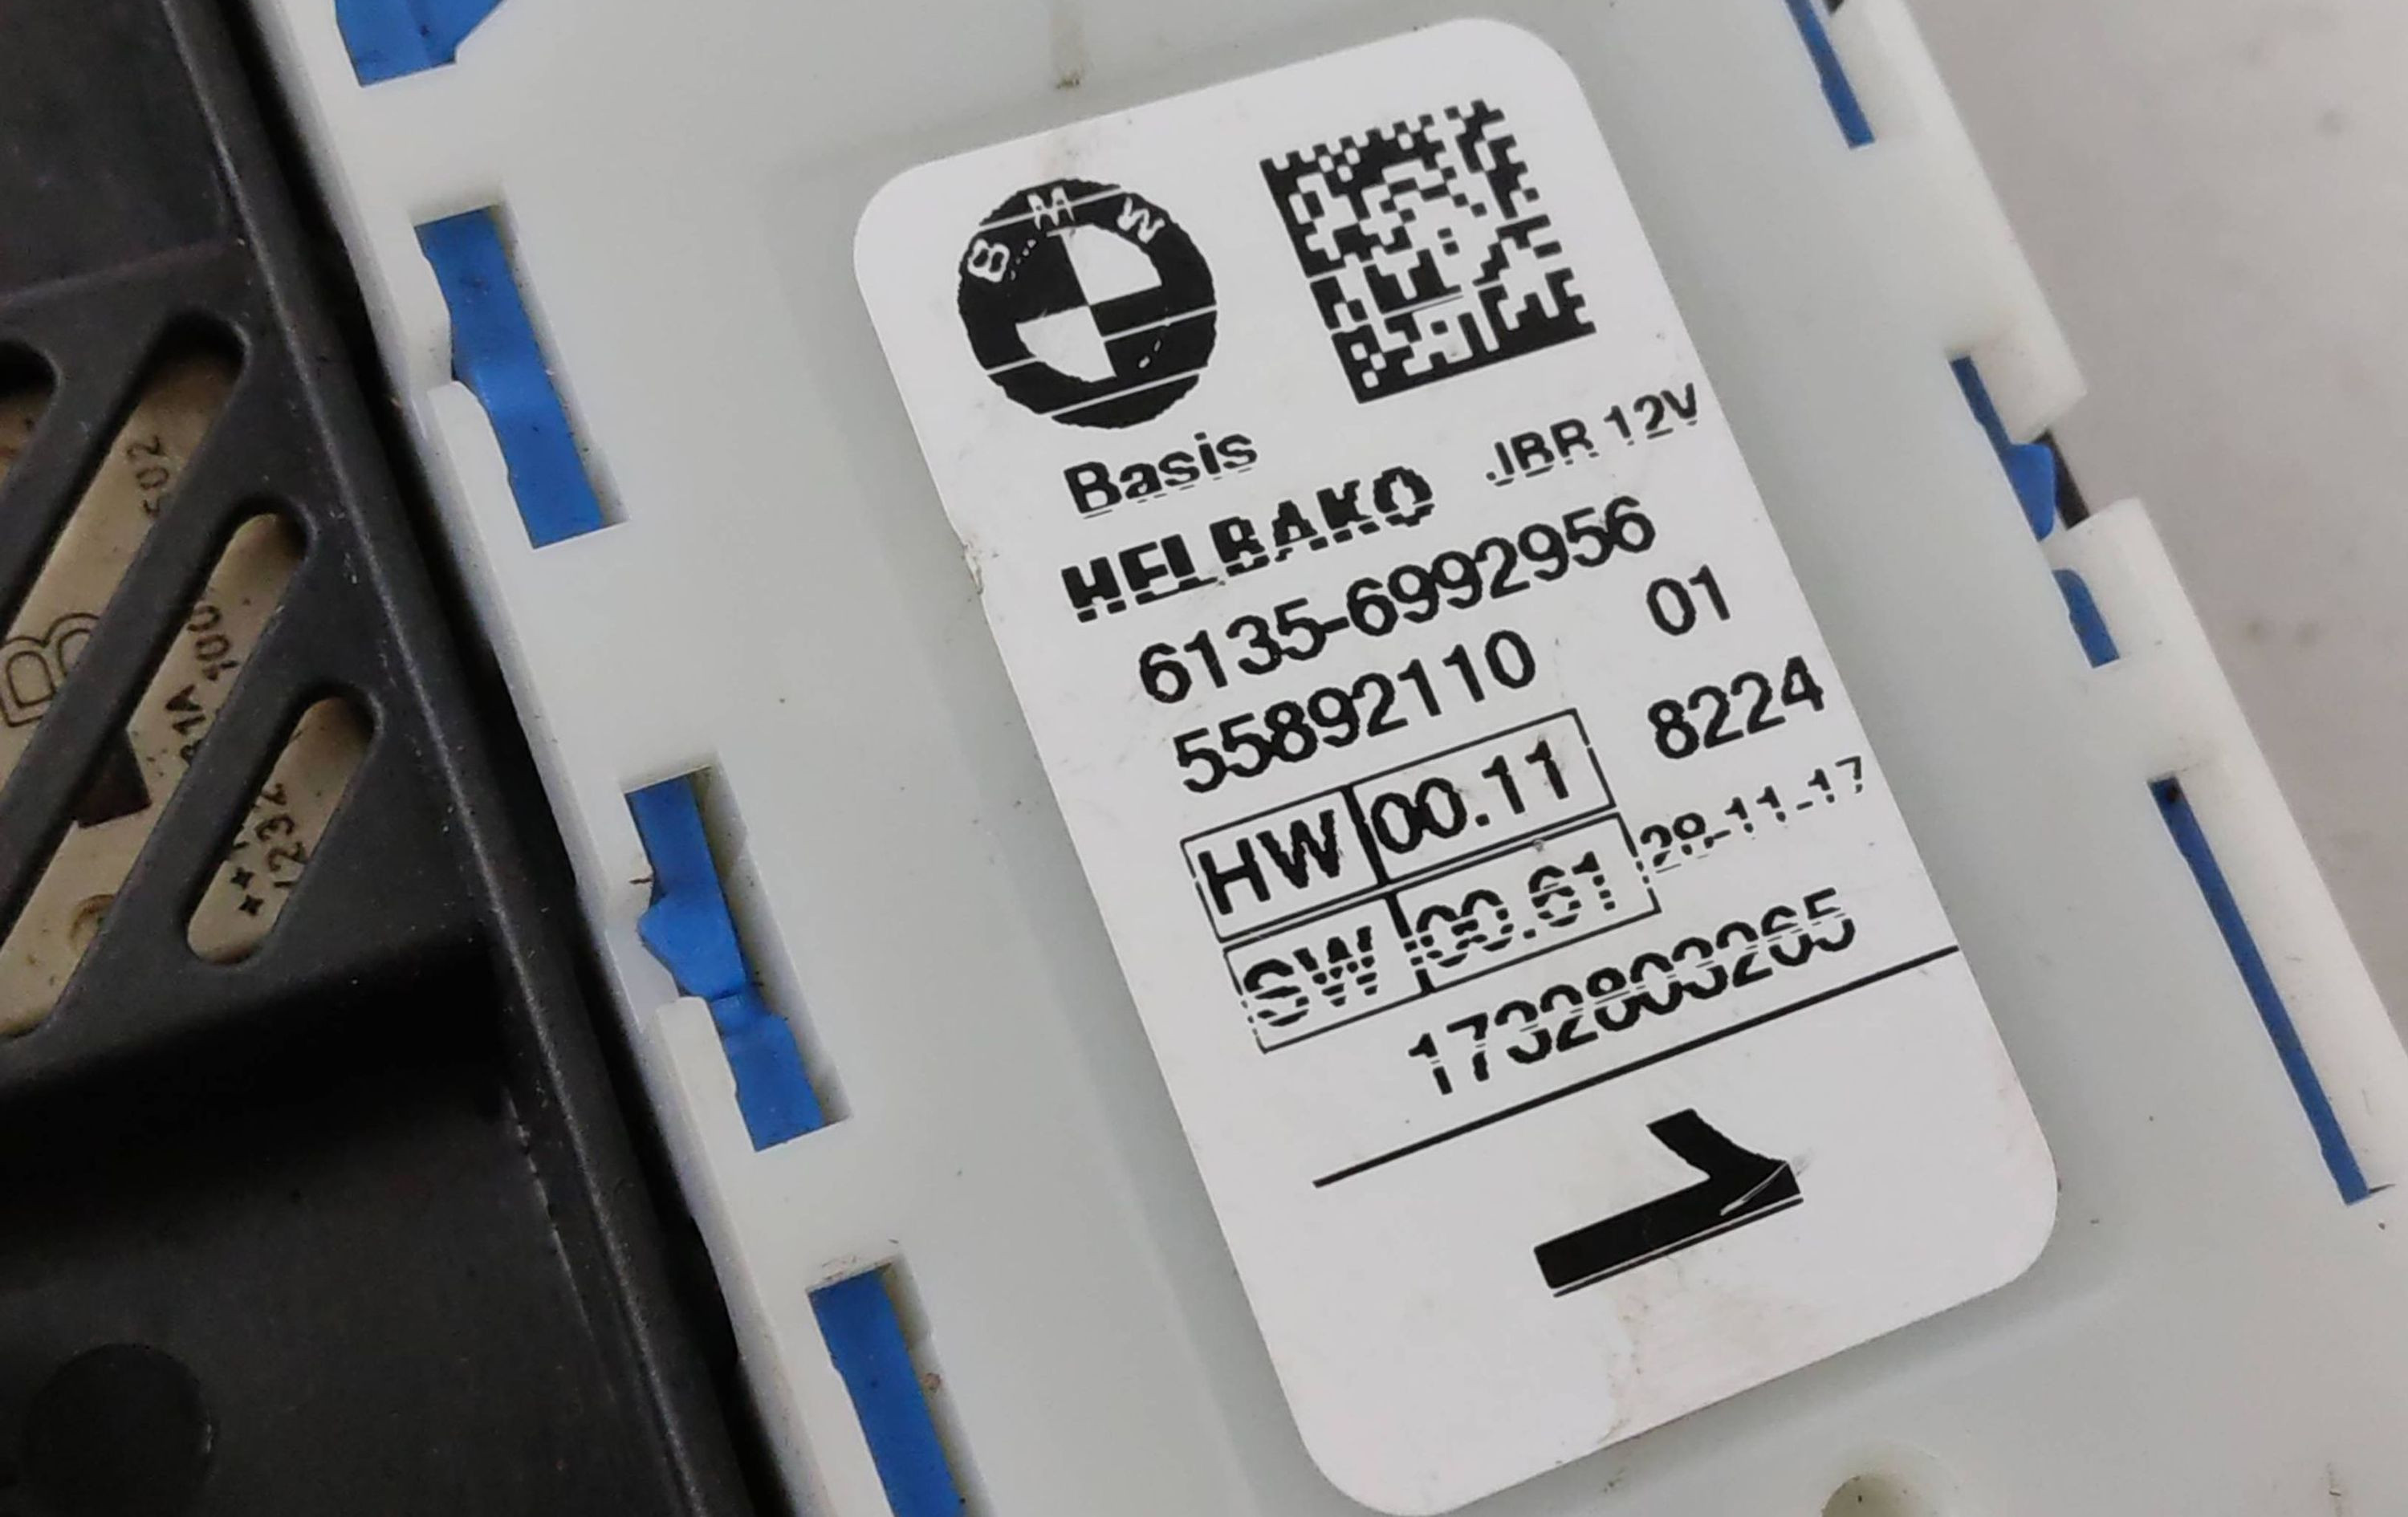 BMW
Basis
JBR 12V
HELBAKO
6135-6992956
55892110 01
HW 00.11 8224
SW 00.61 28-11-17
1732803265
B